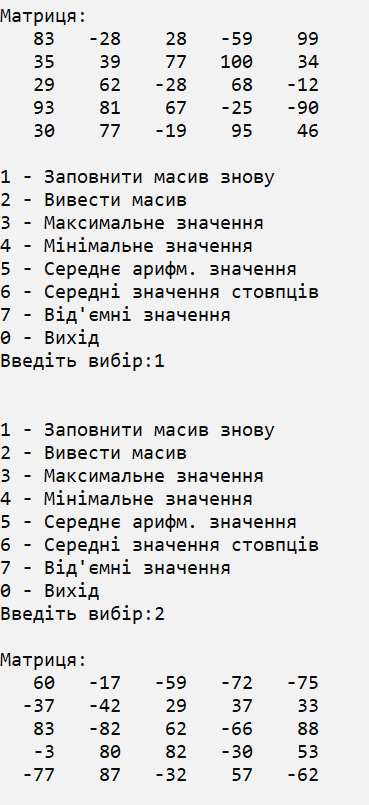 Матриця:
83 -28 28 -59 99
35 39 77 100 34
29 62 -28 68 -12
93 81 67 -25 -90
30 77 -19 95 46
1 - Заповнити масив знову
2 - Вивести масив
3 - Максимальне значення
4 - Мінімальне значення
5 - Середнє арифм. значення
6 - Середні значення стовпців
7 - Від'ємні значення
0 - Вихід
Введіть вибір:1
1 - Заповнити масив знову
2 - Вивести масив
3 - Максимальне значення
4 - Мінімальне значення
5 - Середнє арифм. значення
6 - Середні значення стовпців
7 - Від'ємні значення
0 - Вихід
Введіть вибір:2
Матриця:
60 -17 -59 -72 -75
-37 -42 29 37 33
83 -82 62 -66 88
-3 80 82 -30 53
-77 87 -32 57 -62